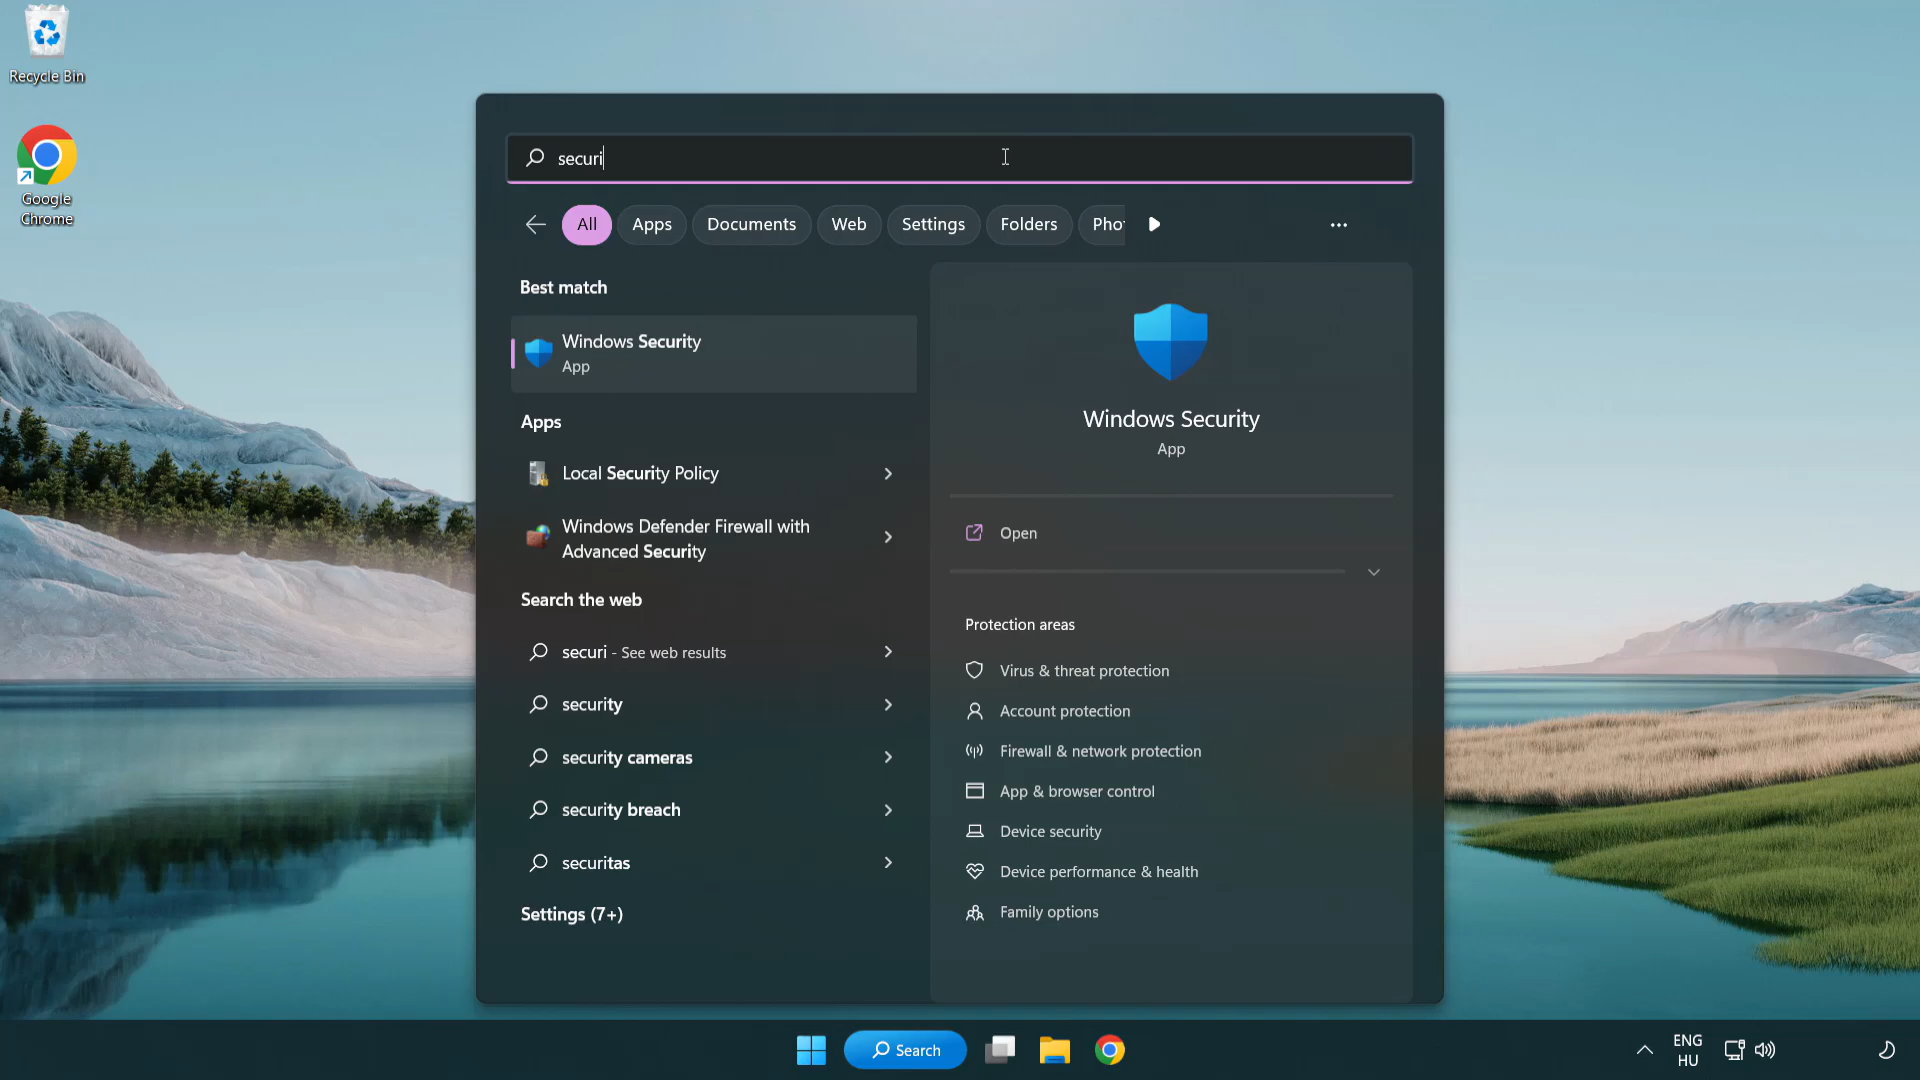 Recycle Bin
Google
Chrome
securi
All
Apps
Documents
Web
Settings
Folders
Pho
Best match
Windows Security
App
Apps
Local Security Policy
Windows Defender Firewall with
Advanced Security
Search the web
securi - See web results
security
security cameras
security breach
securitas
Settings (7+)
Windows Security
App
Open
Protection areas
Virus & threat protection
Account protection
Firewall & network protection
App & browser control
Device security
Device performance & health
Family options
Search
ENG
HU